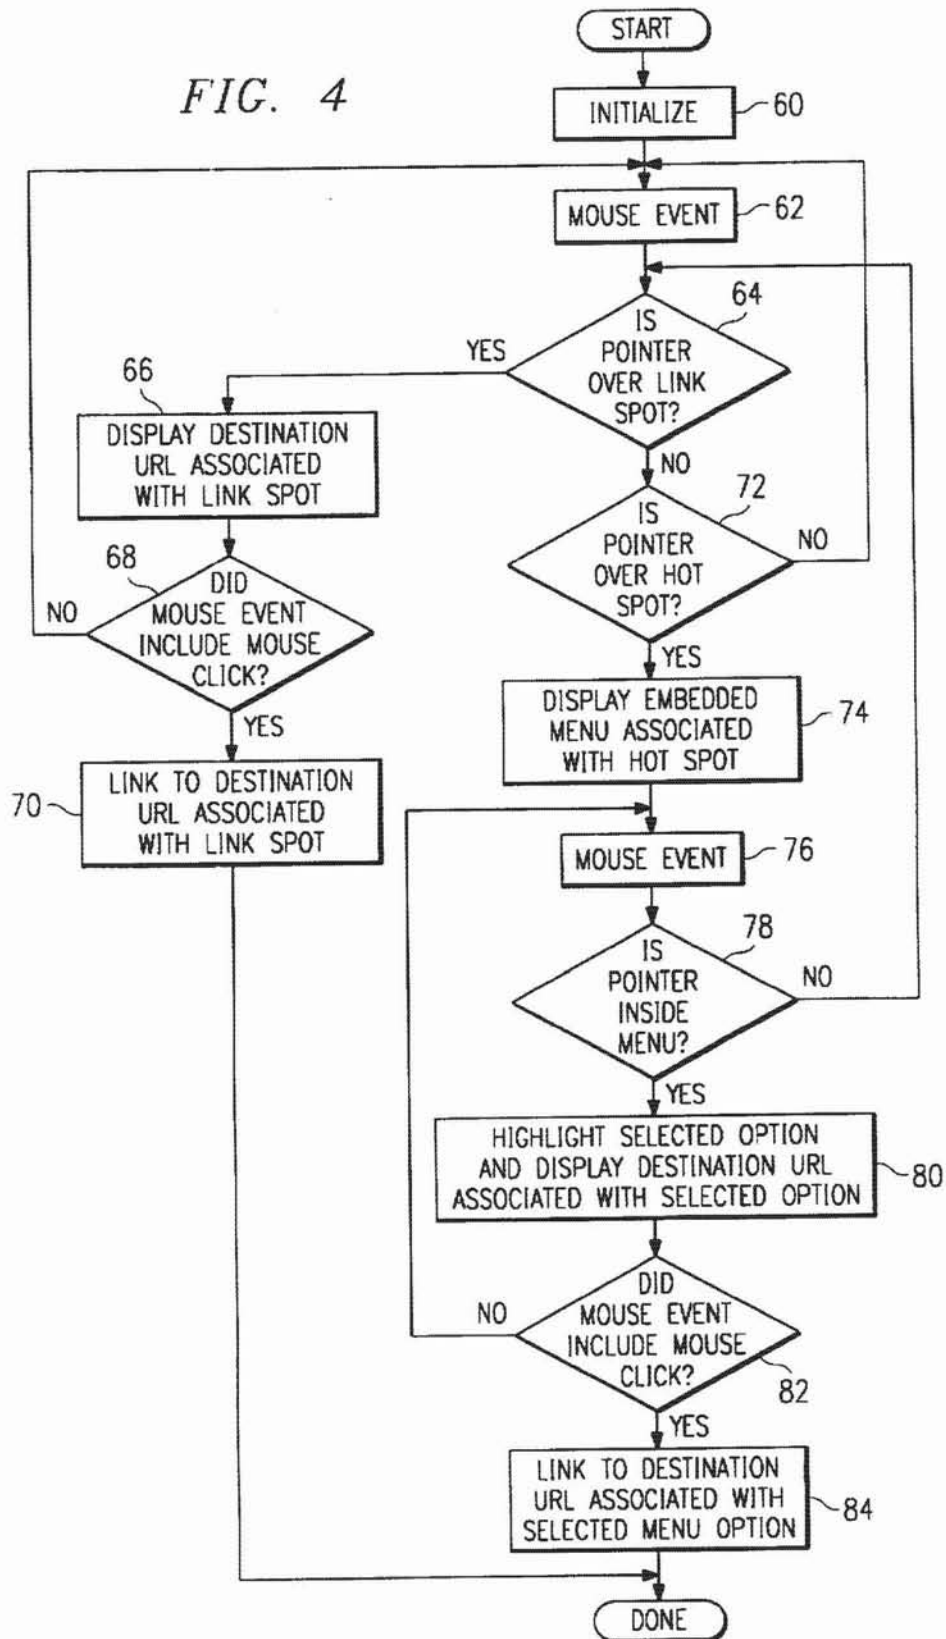 START
FIG. 4
INITIALIZE
60
MOUSE EVENT
62
64
IS
POINTER
OVER LINK
SPOT?
YES
NO
66
DISPLAY DESTINATION
URL ASSOCIATED
WITH LINK SPOT
68
DID
MOUSE EVENT
INCLUDE MOUSE
CLICK?
NO
YES
70
LINK TO DESTINATION
URL ASSOCIATED
WITH LINK SPOT
72
IS
POINTER
OVER HOT
SPOT?
NO
YES
DISPLAY EMBEDDED
MENU ASSOCIATED
WITH HOT SPOT
74
MOUSE EVENT
76
78
IS
POINTER
INSIDE
MENU?
NO
YES
HIGHLIGHT SELECTED OPTION
AND DISPLAY DESTINATION URL
ASSOCIATED WITH SELECTED OPTION
80
DID
MOUSE EVENT
INCLUDE MOUSE
CLICK?
NO
82
YES
LINK TO DESTINATION
URL ASSOCIATED WITH
SELECTED MENU OPTION
84
DONE